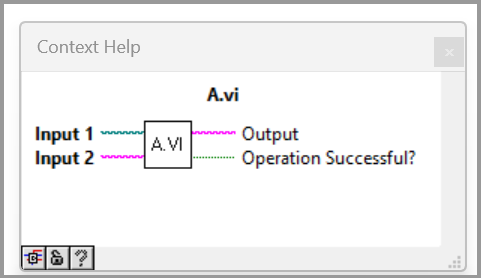 Context Help
A.vi
Input 1 A.VI Output
Input 2 Operation Successful?